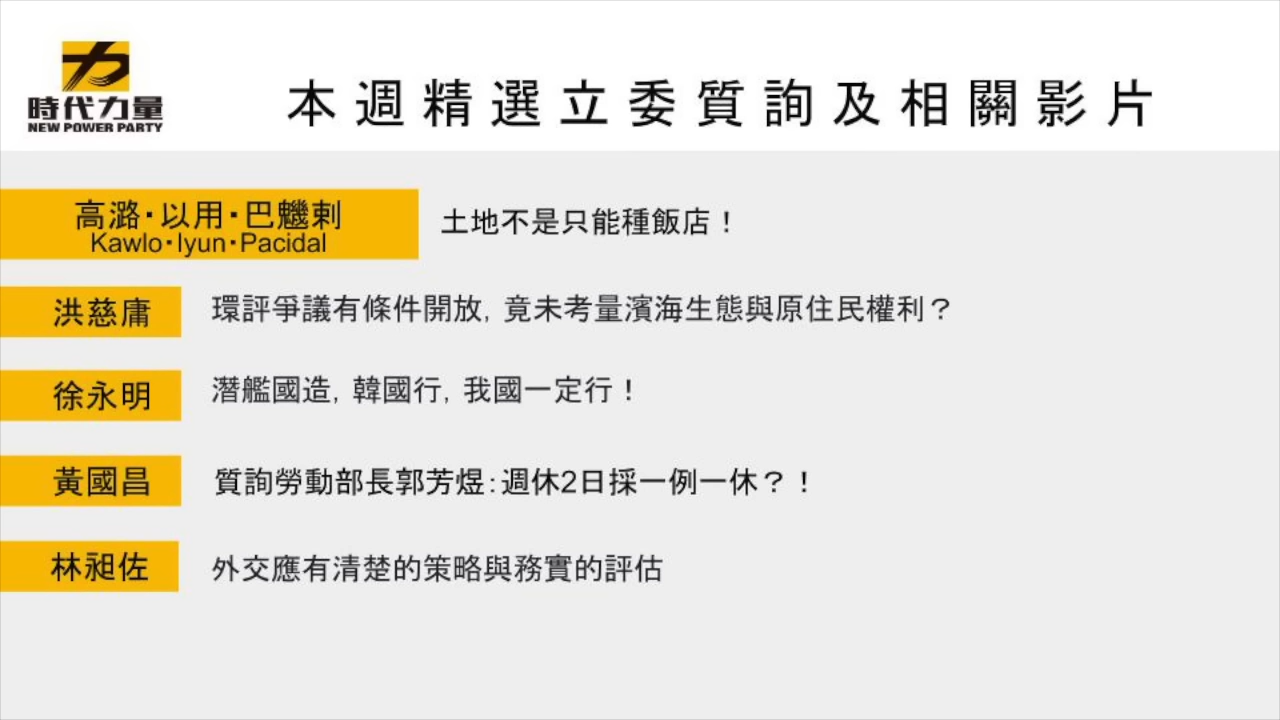 時代力量
NEW POWER PARTY
本週精選立委質詢及相關影片
高潞·以用·巴魕剌
Kawlo·Iyun·Pacidal
土地不是只能種飯店！
洪慈庸
環評爭議有條件開放，竟未考量濱海生態與原住民權利？
徐永明
潛艦國造，韓國行，我國一定行！
黃國昌
質詢勞動部長郭芳煜：週休2日採一例一休？！
林昶佐
外交應有清楚的策略與務實的評估